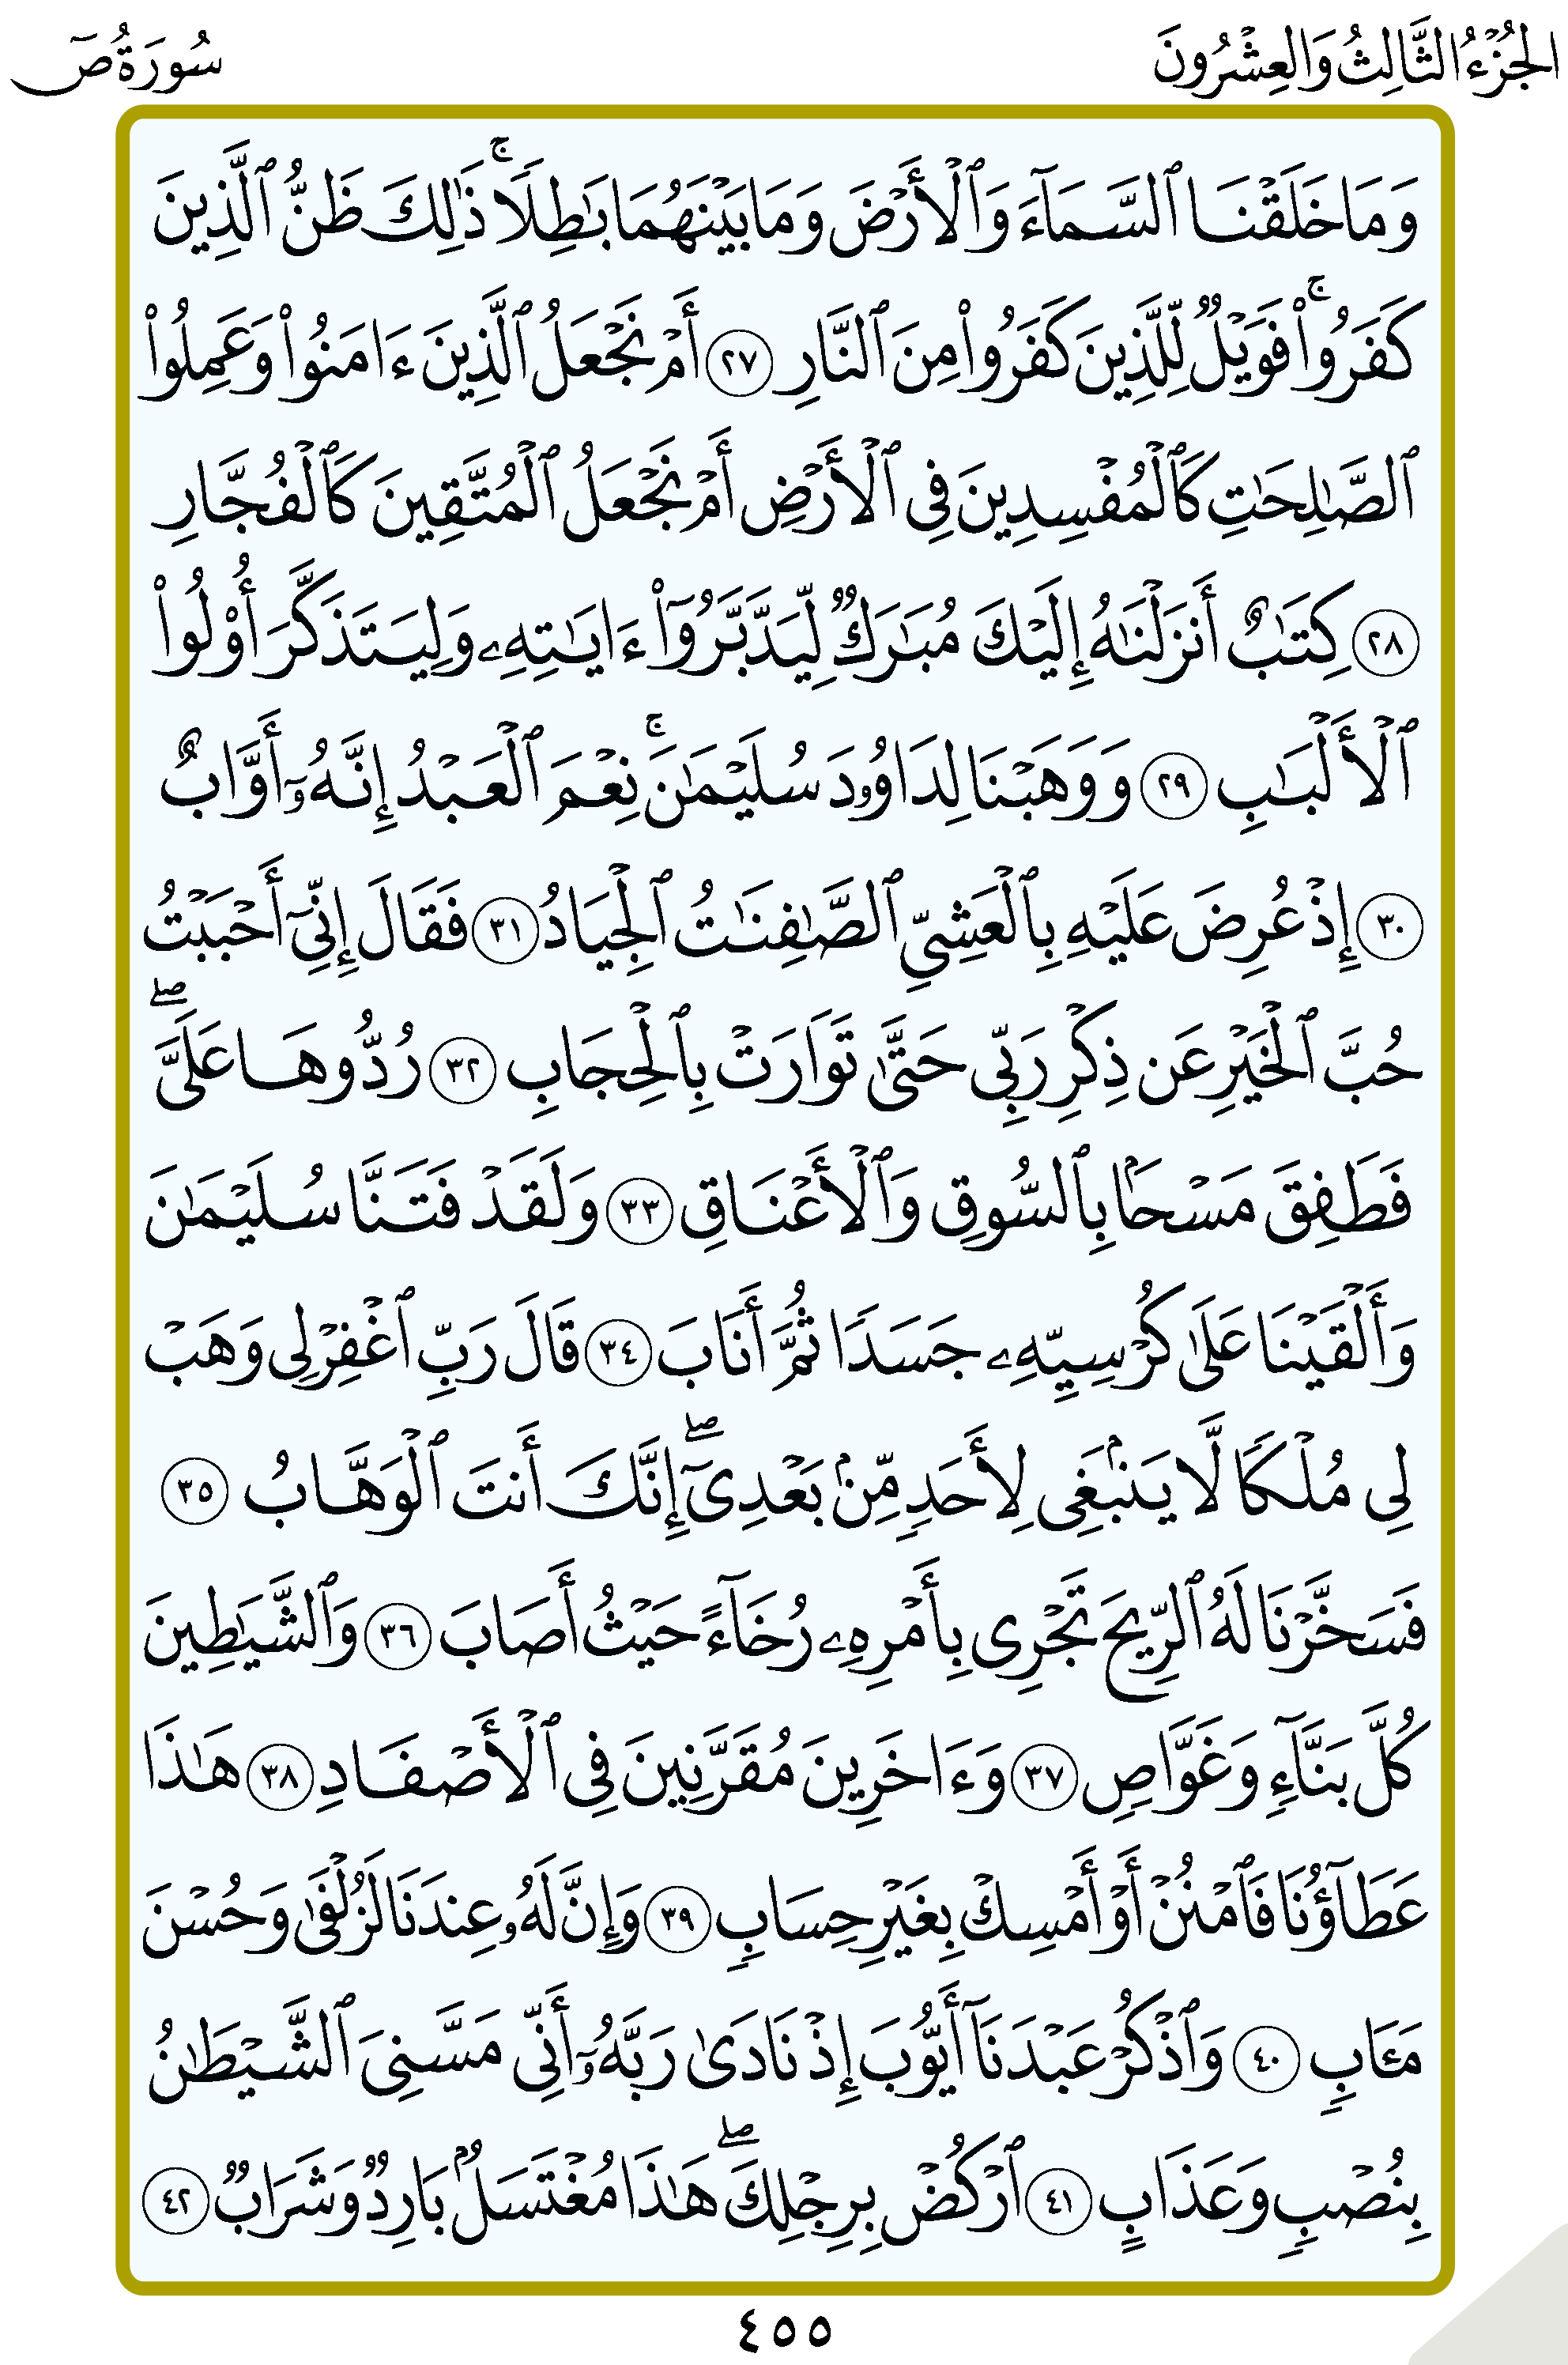 الجُزْءُ الثَّالِثُ وَالعِشْرُونَ
سُورَةُ صٓ
وَمَا خَلَقْنَا ٱلسَّمَآءَ وَٱلْأَرْضَ وَمَا بَيْنَهُمَا بَٰطِلًا ۚ ذَٰلِكَ ظَنُّ ٱلَّذِينَ
كَفَرُوا۟ ۚ فَوَيْلٌ لِّلَّذِينَ كَفَرُوا۟ مِنَ ٱلنَّارِ ٢٧ أَمْ نَجْعَلُ ٱلَّذِينَ ءَامَنُوا۟ وَعَمِلُوا۟
ٱلصَّٰلِحَٰتِ كَٱلْمُفْسِدِينَ فِى ٱلْأَرْضِ أَمْ نَجْعَلُ ٱلْمُتَّقِينَ كَٱلْفُجَّارِ
٢٨ كِتَٰبٌ أَنزَلْنَٰهُ إِلَيْكَ مُبَٰرَكٌ لِّيَدَّبَّرُوٓا۟ ءَايَٰتِهِۦ وَلِيَتَذَكَّرَ أُو۟لُوا۟
ٱلْأَلْبَٰبِ ٢٩ وَوَهَبْنَا لِدَاوُۥدَ سُلَيْمَٰنَ ۚ نِعْمَ ٱلْعَبْدُ إِنَّهُۥٓ أَوَّابٌ
٣٠ إِذْ عُرِضَ عَلَيْهِ بِٱلْعَشِىِّ ٱلصَّٰفِنَٰتُ ٱلْجِيَادُ ٣١ فَقَالَ إِنِّىٓ أَحْبَبْتُ
حُبَّ ٱلْخَيْرِ عَن ذِكْرِ رَبِّى حَتَّىٰ تَوَارَتْ بِٱلْحِجَابِ ٣٢ رُدُّوهَا عَلَىَّ ۖ
فَطَفِقَ مَسْحًۢا بِٱلسُّوقِ وَٱلْأَعْنَاقِ ٣٣ وَلَقَدْ فَتَنَّا سُلَيْمَٰنَ
وَأَلْقَيْنَا عَلَىٰ كُرْسِيِّهِۦ جَسَدًا ثُمَّ أَنَابَ ٣٤ قَالَ رَبِّ ٱغْفِرْ لِى وَهَبْ
لِى مُلْكًا لَّا يَنۢبَغِى لِأَحَدٍ مِّنۢ بَعْدِىٓ ۖ إِنَّكَ أَنتَ ٱلْوَهَّابُ ٣٥
فَسَخَّرْنَا لَهُ ٱلرِّيحَ تَجْرِى بِأَمْرِهِۦ رُخَآءً حَيْثُ أَصَابَ ٣٦ وَٱلشَّيَٰطِينَ
كُلَّ بَنَّآءٍ وَغَوَّاصٍ ٣٧ وَءَاخَرِينَ مُقَرَّنِينَ فِى ٱلْأَصْفَادِ ٣٨ هَٰذَا
عَطَآؤُنَا فَٱمْنُنْ أَوْ أَمْسِكْ بِغَيْرِ حِسَابٍ ٣٩ وَإِنَّ لَهُۥ عِندَنَا لَزُلْفَىٰ وَحُسْنَ
مَـَٔابٍ ٤٠ وَٱذْكُرْ عَبْدَنَآ أَيُّوبَ إِذْ نَادَىٰ رَبَّهُۥٓ أَنِّى مَسَّنِىَ ٱلشَّيْطَٰنُ
بِنُصْبٍ وَعَذَابٍ ٤١ ٱرْكُضْ بِرِجْلِكَ ۖ هَٰذَا مُغْتَسَلٌۢ بَارِدٌ وَشَرَابٌ ٤٢
٤٥٥